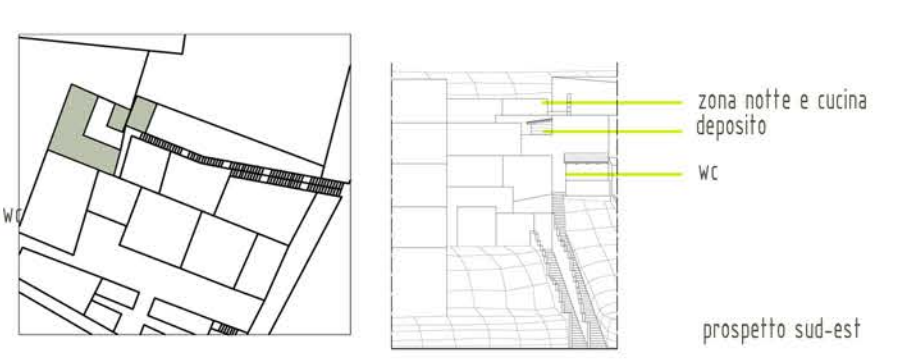 zona notte e cucina
deposito
wc
wc
prospetto sud-est